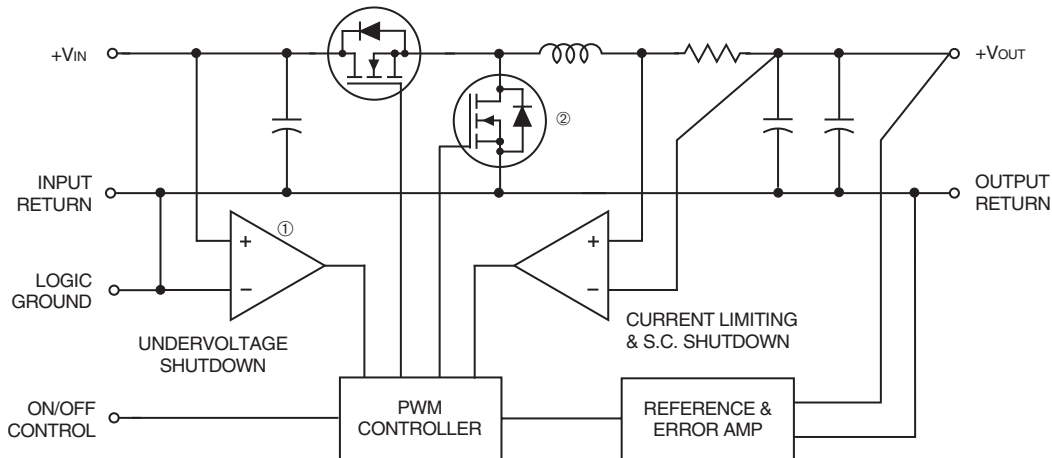 +VIN
+VOUT
②
INPUT
RETURN
OUTPUT
RETURN
①
+
−
+
−
LOGIC
GROUND
UNDERVOLTAGE
SHUTDOWN
CURRENT LIMITING
& S.C. SHUTDOWN
ON/OFF
CONTROL
PWM
CONTROLLER
REFERENCE &
ERROR AMP